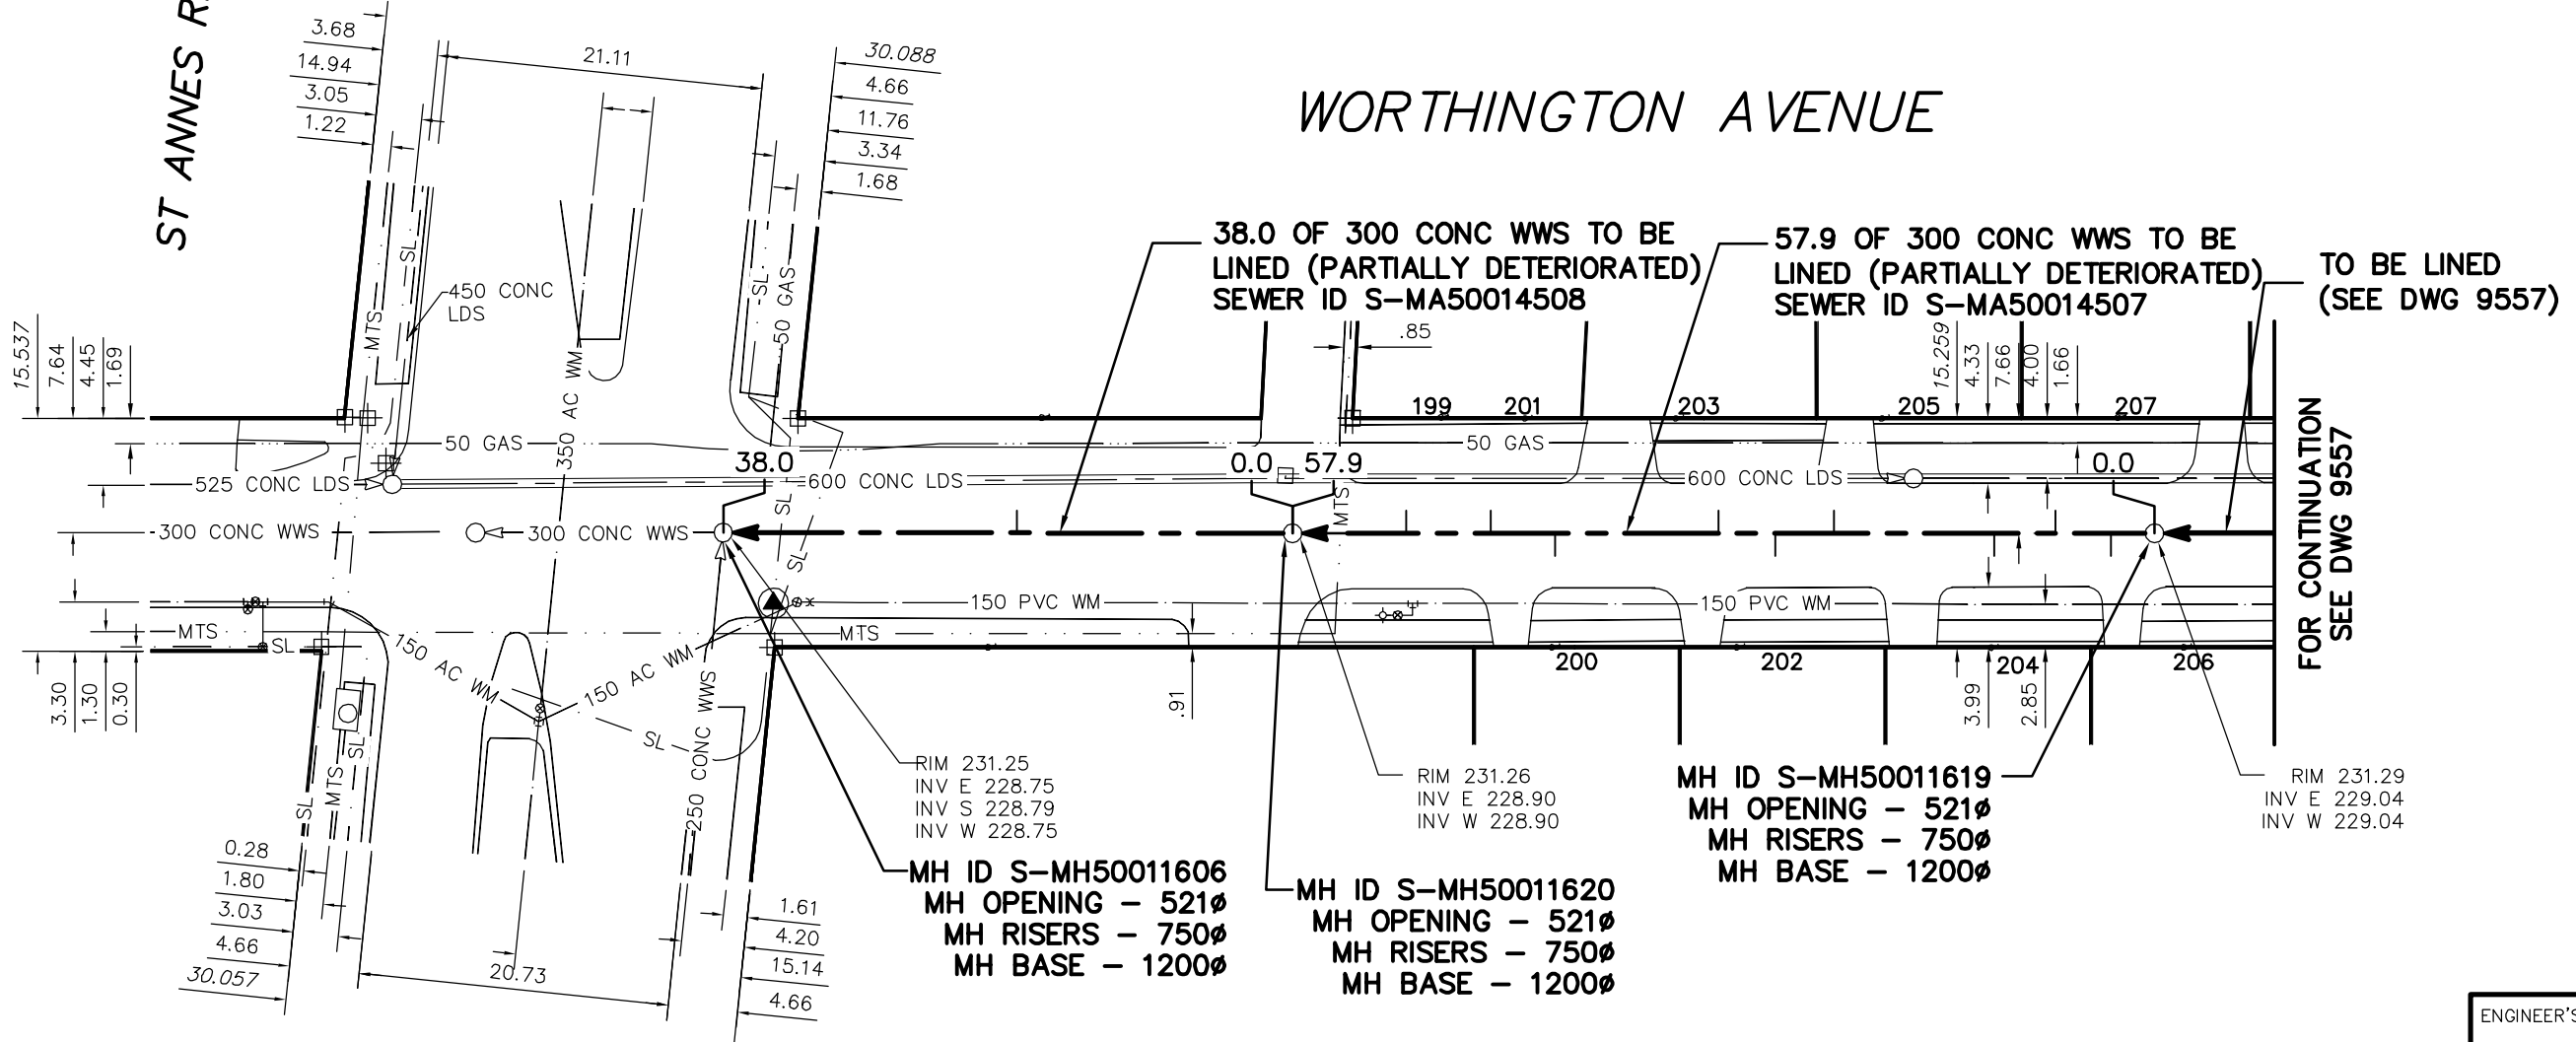 ST ANNES R
3.68
14.94
3.05
1.22
21.11
30.088
4.66
11.76
3.34
1.68
WORTHINGTON AVENUE
38.0 OF 300 CONC WWS TO BE
LINED (PARTIALLY DETERIORATED)
SEWER ID S-MA50014508
57.9 OF 300 CONC WWS TO BE
LINED (PARTIALLY DETERIORATED)
SEWER ID S-MA50014507
TO BE LINED
(SEE DWG 9557)
450 CONC
LDS
MTS
SL
SL
50 GAS
350 AC WM
15.537
7.64
4.45
1.69
.85
15.259
4.33
7.66
4.00
1.66
199
201
203
205
207
50 GAS
50 GAS
38.0
0.0
57.9
0.0
525 CONC LDS
600 CONC LDS
600 CONC LDS
SL
MTS
300 CONC WWS
300 CONC WWS
SL
FOR CONTINUATION
SEE DWG 9557
150 PVC WM
150 PVC WM
MTS
SL
MTS
150 AC WM
150 AC WM
SL
250 CONC WWS
200
202
204
206
3.30
1.30
0.30
.91
3.99
2.85
SL
MTS
SL
RIM 231.25
INV E 228.75
INV S 228.79
INV W 228.75
RIM 231.26
INV E 228.90
INV W 228.90
MH ID S-MH50011619
MH OPENING - 521ø
MH RISERS - 750ø
MH BASE - 1200ø
RIM 231.29
INV E 229.04
INV W 229.04
MH ID S-MH50011606
MH OPENING - 521ø
MH RISERS - 750ø
MH BASE - 1200ø
MH ID S-MH50011620
MH OPENING - 521ø
MH RISERS - 750ø
MH BASE - 1200ø
0.28
1.80
3.03
4.66
30.057
20.73
1.61
4.20
15.14
4.66
ENGINEER'S